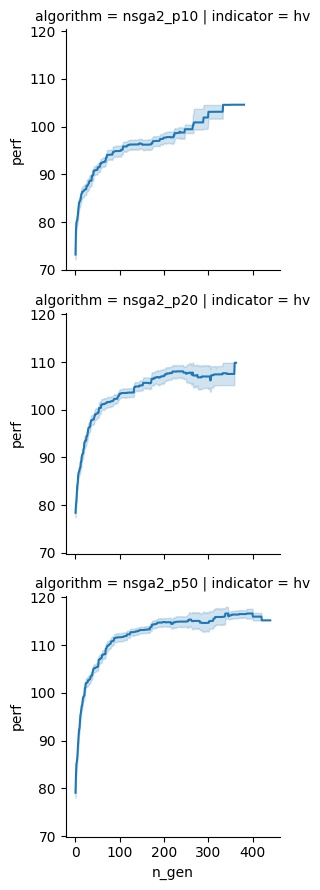 algorithm = nsga2_p10 | indicator = hv
120
110
100
90
80
70
perf
algorithm = nsga2_p20 | indicator = hv
120
110
100
90
80
70
perf
algorithm = nsga2_p50 | indicator = hv
120
110
100
90
80
70
perf
0 100 200 300 400
n_gen